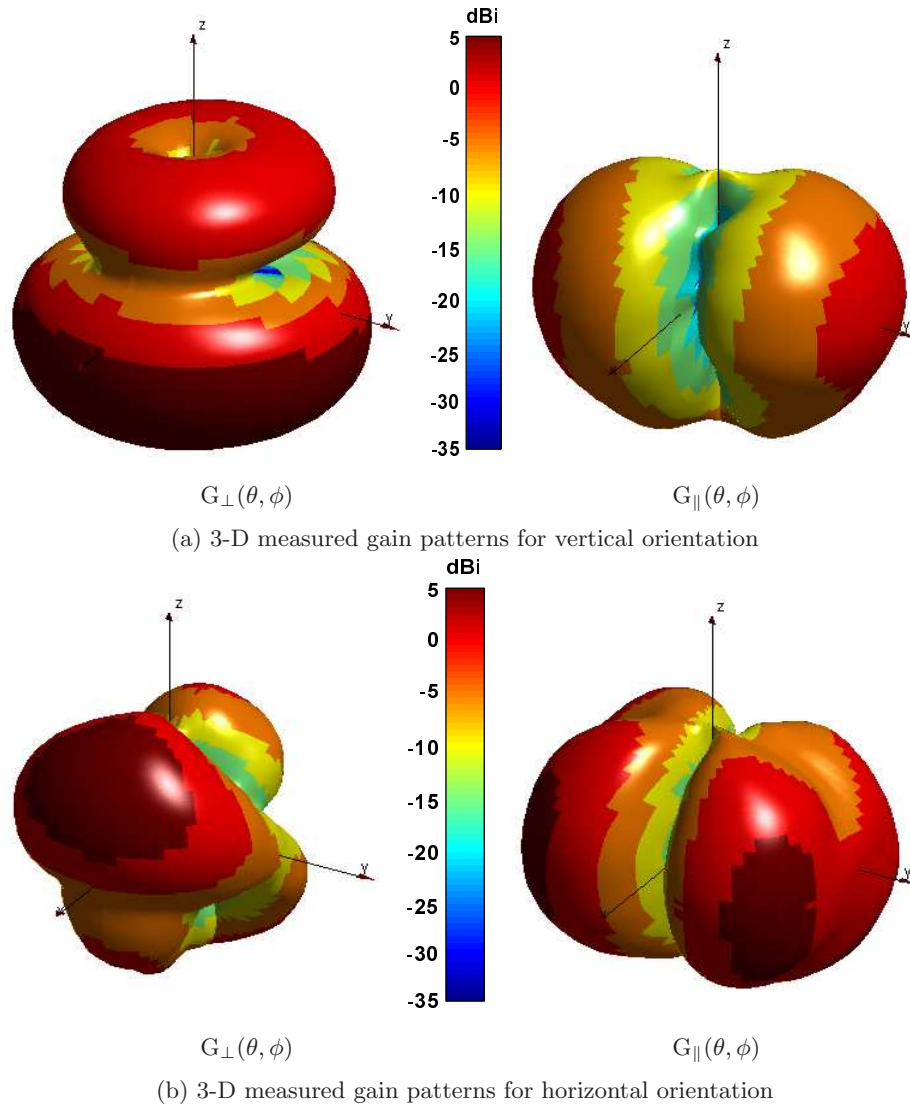 dBi
z
5
0
-5
-10
-15
-20
-25
-30
-35
y
z
x
y
G⊥(θ, ϕ)
G∥(θ, ϕ)
(a) 3-D measured gain patterns for vertical orientation
dBi
z
5
0
-5
-10
-15
-20
-25
-30
-35
y
x
z
y
x
G⊥(θ, ϕ)
G∥(θ, ϕ)
(b) 3-D measured gain patterns for horizontal orientation